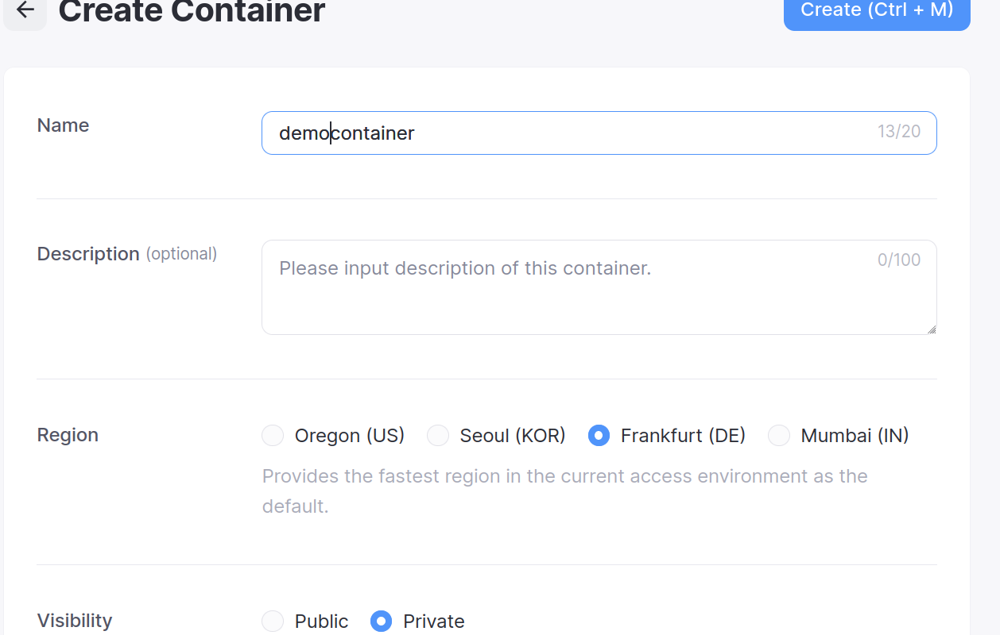 Create Container
Create (Ctrl + M)
Name
democontainer
13/20
Description (optional)
Please input description of this container.
0/100
Region
Oregon (US)
Seoul (KOR)
Frankfurt (DE)
Mumbai (IN)
Provides the fastest region in the current access environment as the
default.
Visibility
Public
Private